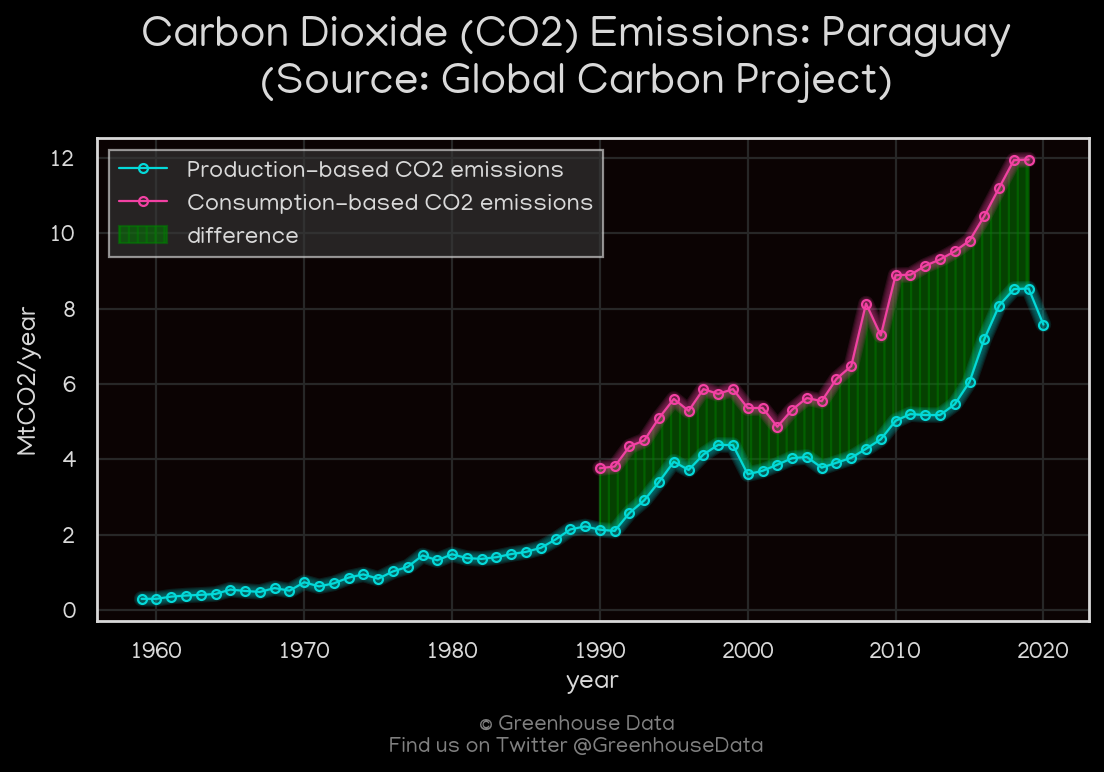 Carbon Dioxide (CO2) Emissions: Paraguay
(Source: Global Carbon Project)
Production-based CO2 emissions
Consumption-based CO2 emissions
difference
MtCO2/year
12
10
8
6
4
2
0
1960 1970 1980 1990 2000 2010 2020
year
© Greenhouse Data
Find us on Twitter @GreenhouseData